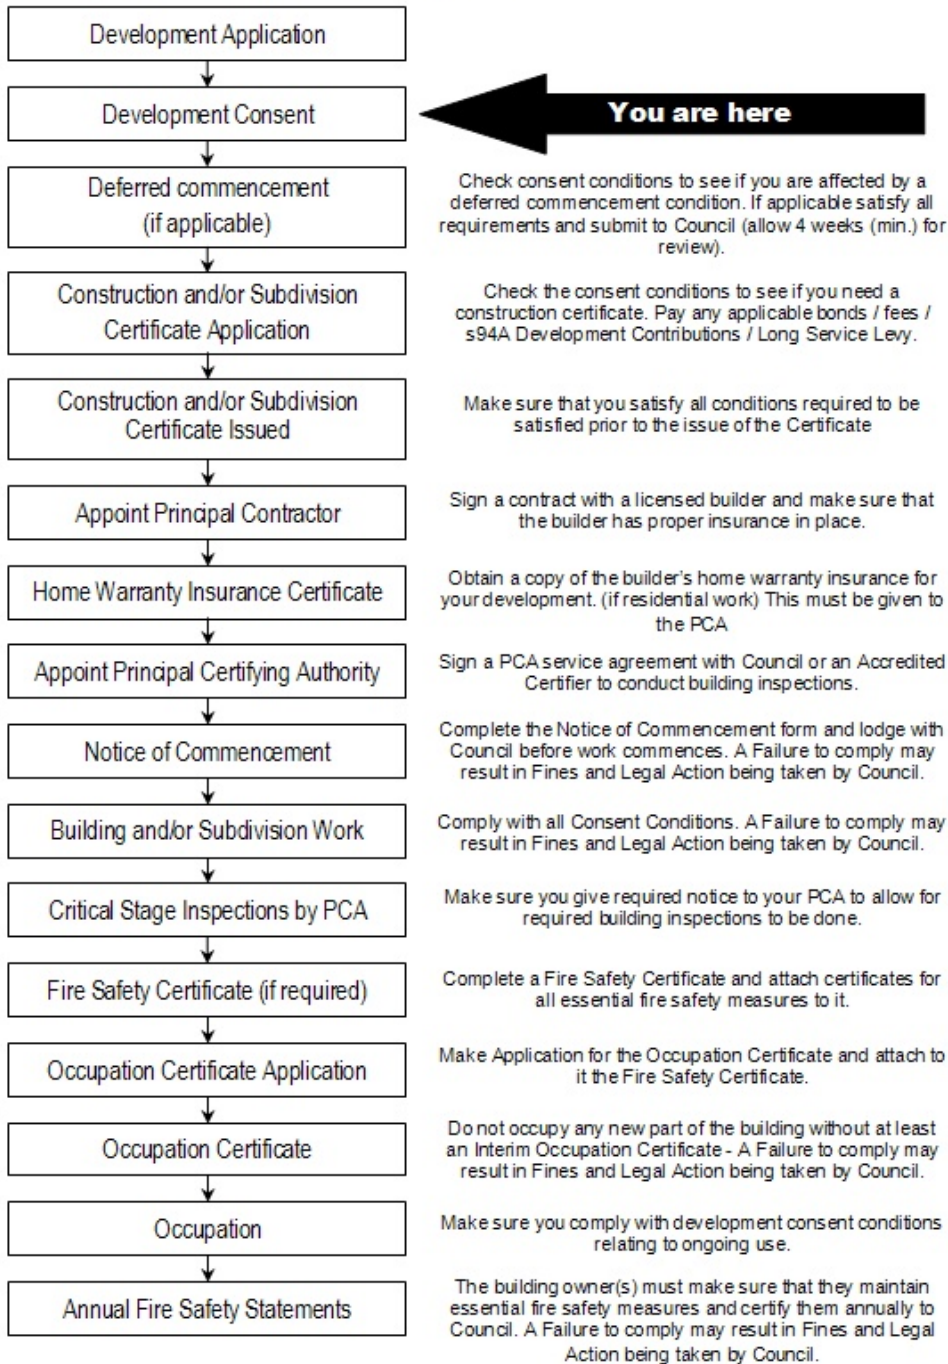 Development Application
Development Consent
You are here
Deferred commencement
(if applicable)
Check consent conditions to see if you are affected by a
deferred commencement condition. If applicable satisfy all
requirements and submit to Council (allow 4 weeks (min.) for
review).
Construction and/or Subdivision
Certificate Application
Check the consent conditions to see if you need a
construction certificate. Pay any applicable bonds / fees /
s94A Development Contributions / Long Service Levy.
Construction and/or Subdivision
Certificate Issued
Make sure that you satisfy all conditions required to be
satisfied prior to the issue of the Certificate
Appoint Principal Contractor
Sign a contract with a licensed builder and make sure that
the builder has proper insurance in place.
Home Warranty Insurance Certificate
Obtain a copy of the builder's home warranty insurance for
your development. (if residential work) This must be given to
the PCA
Appoint Principal Certifying Authority
Sign a PCA service agreement with Council or an Accredited
Certifier to conduct building inspections.
Notice of Commencement
Complete the Notice of Commencement form and lodge with
Council before work commences. A Failure to comply may
result in Fines and Legal Action being taken by Council.
Building and/or Subdivision Work
Comply with all Consent Conditions. A Failure to comply may
result in Fines and Legal Action being taken by Council.
Critical Stage Inspections by PCA
Make sure you give required notice to your PCA to allow for
required building inspections to be done.
Fire Safety Certificate (if required)
Complete a Fire Safety Certificate and attach certificates for
all essential fire safety measures to it.
Occupation Certificate Application
Make Application for the Occupation Certificate and attach to
it the Fire Safety Certificate.
Occupation Certificate
Do not occupy any new part of the building without at least
an Interim Occupation Certificate - A Failure to comply may
result in Fines and Legal Action being taken by Council.
Occupation
Make sure you comply with development consent conditions
relating to ongoing use.
Annual Fire Safety Statements
The building owner(s) must make sure that they maintain
essential fire safety measures and certify them annually to
Council. A Failure to comply may result in Fines and Legal
Action being taken by Council.